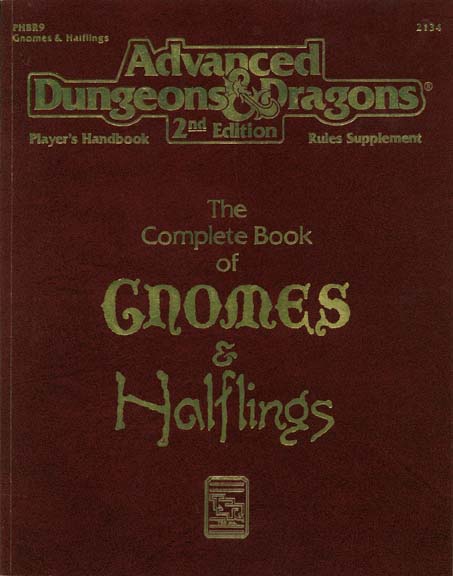 PHBR9
Gnomes & Halflings
2134
Advanced
Dungeons & Dragons®
2nd Edition
Player's Handbook
Rules Supplement
The
Complete Book
of
GNOMES
&
Halflings